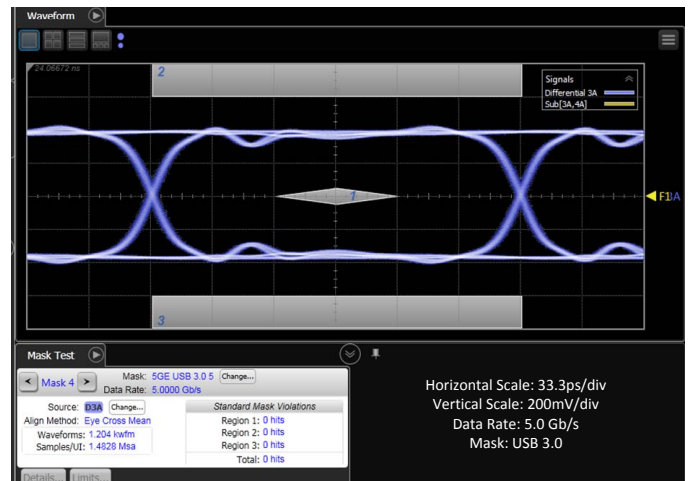 Waveform
24.06672 ns
2
Signals
Differential 3A
Sub[3A,4A]
1
F1 3A
3
Mask Test
Mask 4
Mask: 5GE USB 3.0 5 Change...
Data Rate: 5.0000 Gb/s
Source: D3A Change...
Align Method: Eye Cross Mean
Waveforms: 1.204 kwfm
Samples/UI: 1.4828 Msa
Standard Mask Violations
Region 1: 0 hits
Region 2: 0 hits
Region 3: 0 hits
Total: 0 hits
Details... Limits...
Horizontal Scale: 33.3ps/div
Vertical Scale: 200mV/div
Data Rate: 5.0 Gb/s
Mask: USB 3.0